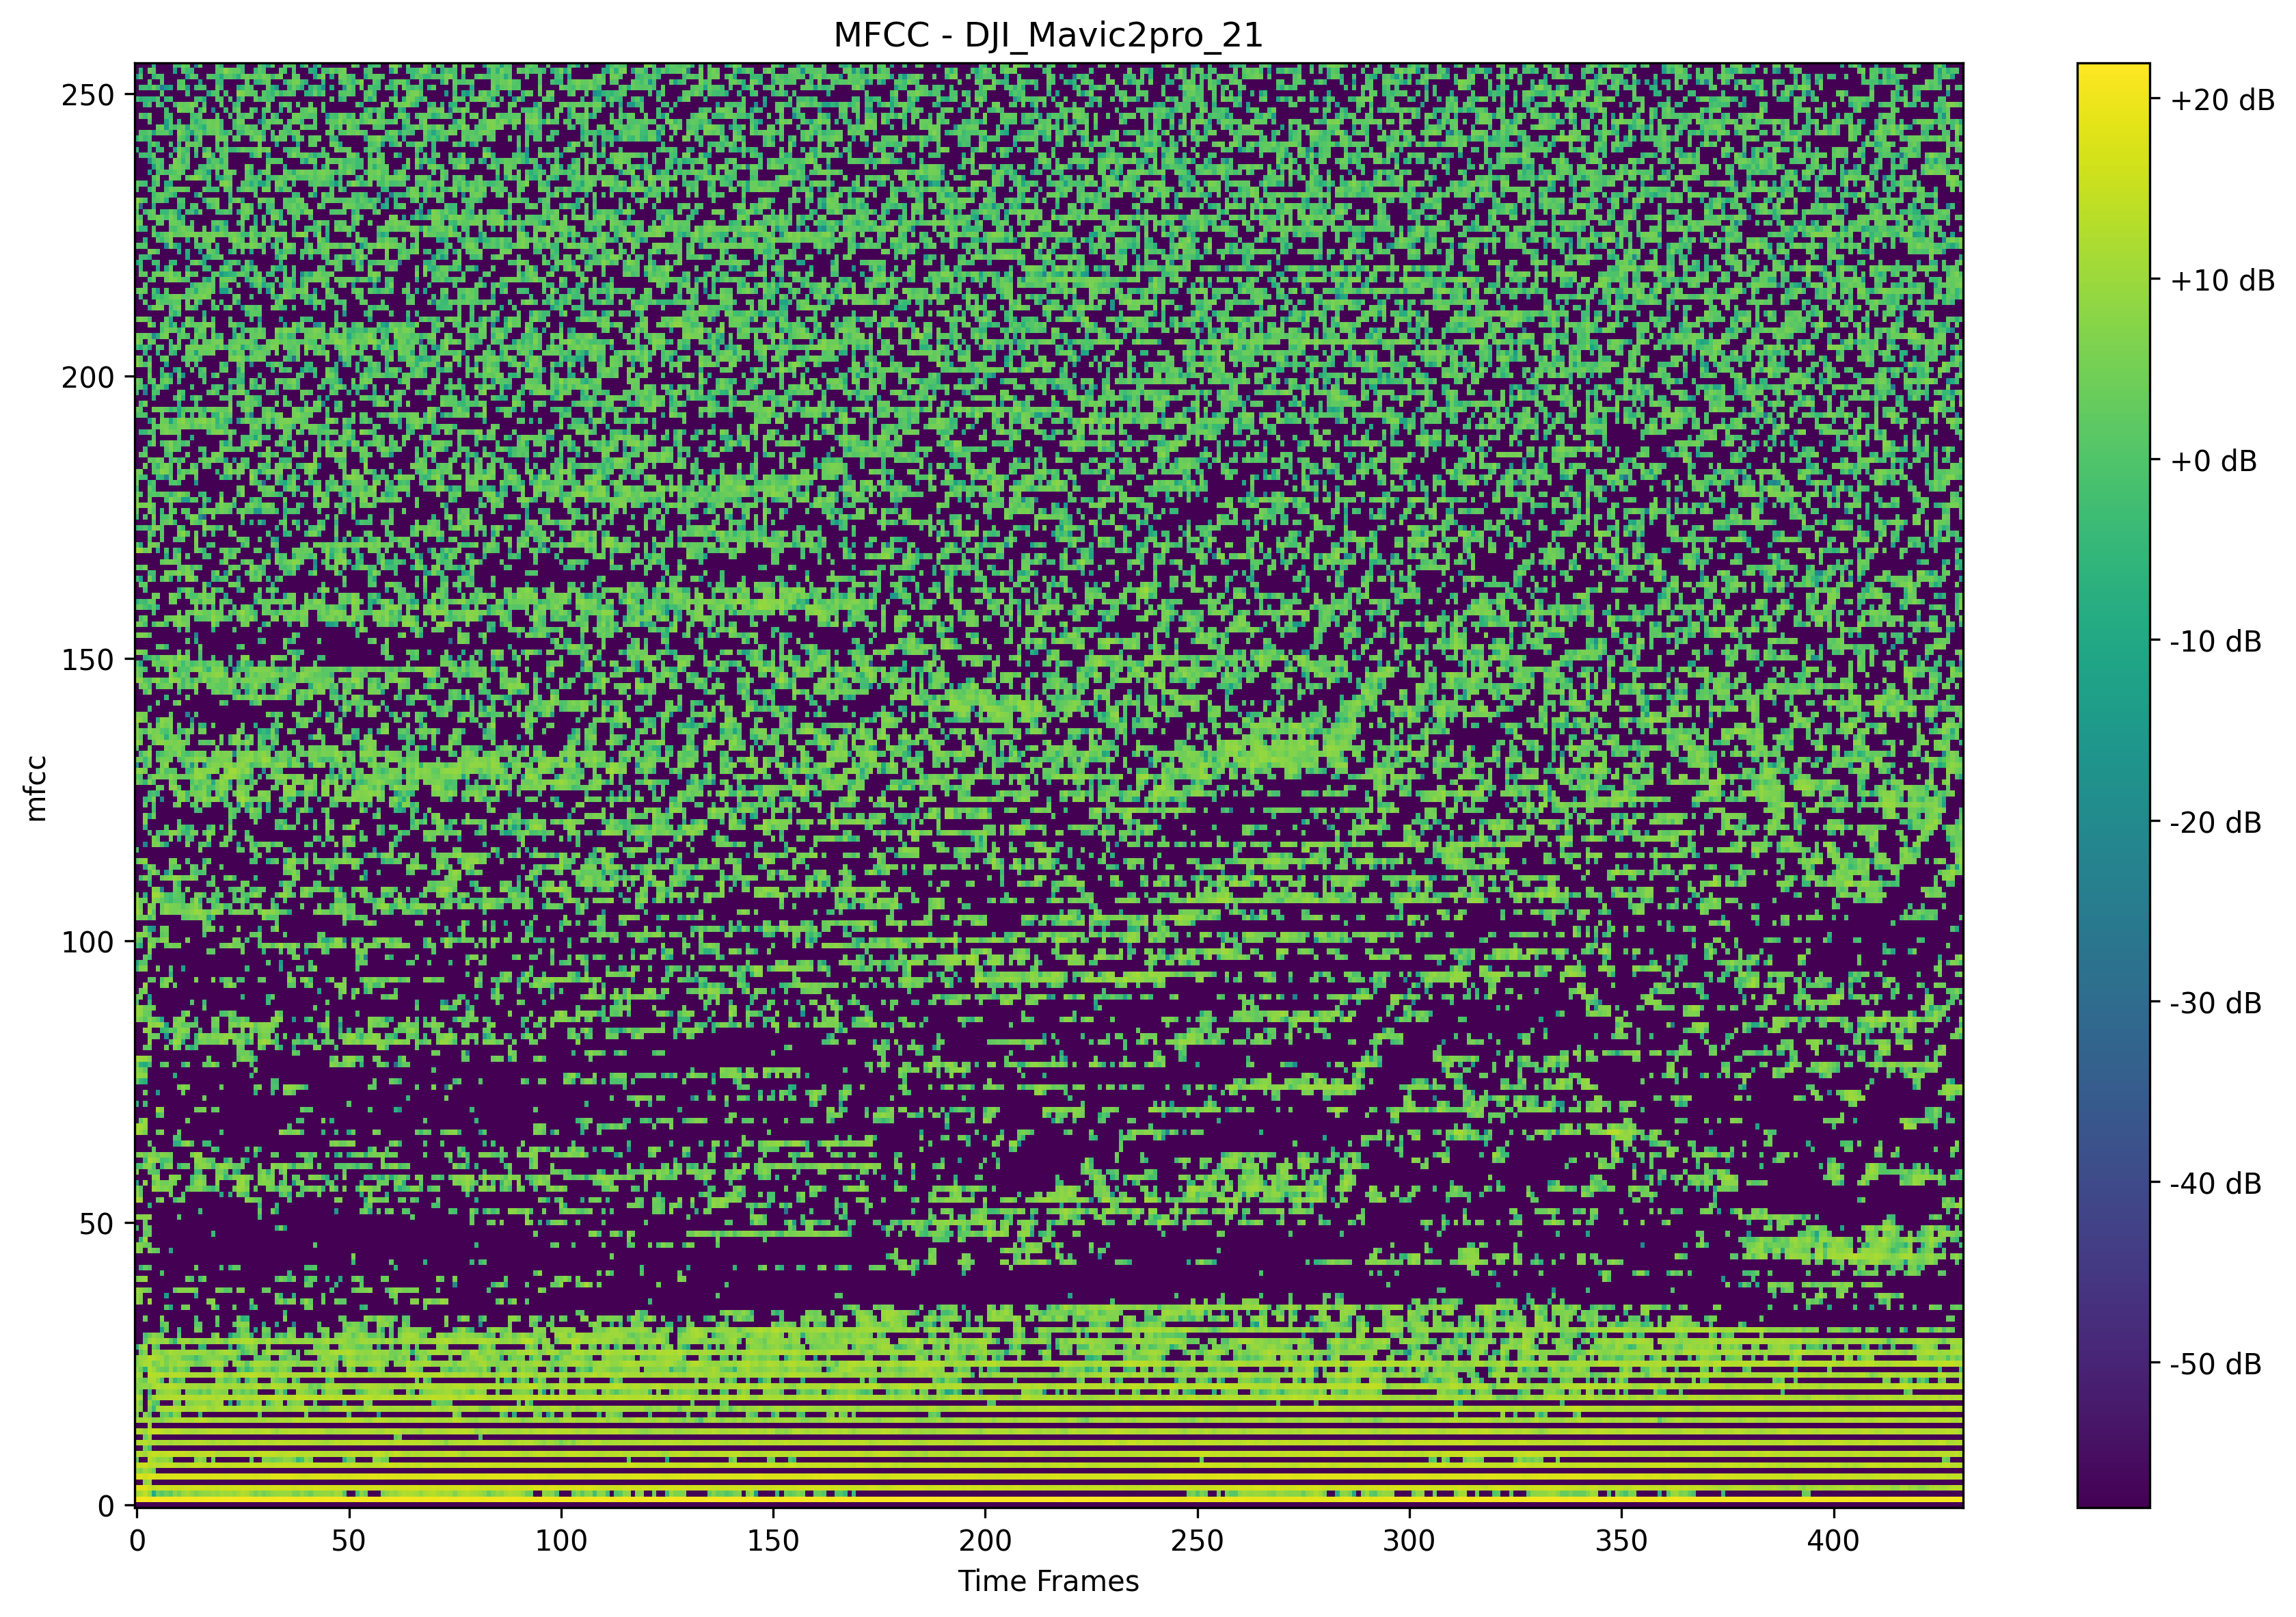 MFCC - DJI_Mavic2pro_21
mfcc
250
200
150
100
50
0
0 50 100 150 200 250 300 350 400
Time Frames
+20 dB
+10 dB
+0 dB
-10 dB
-20 dB
-30 dB
-40 dB
-50 dB